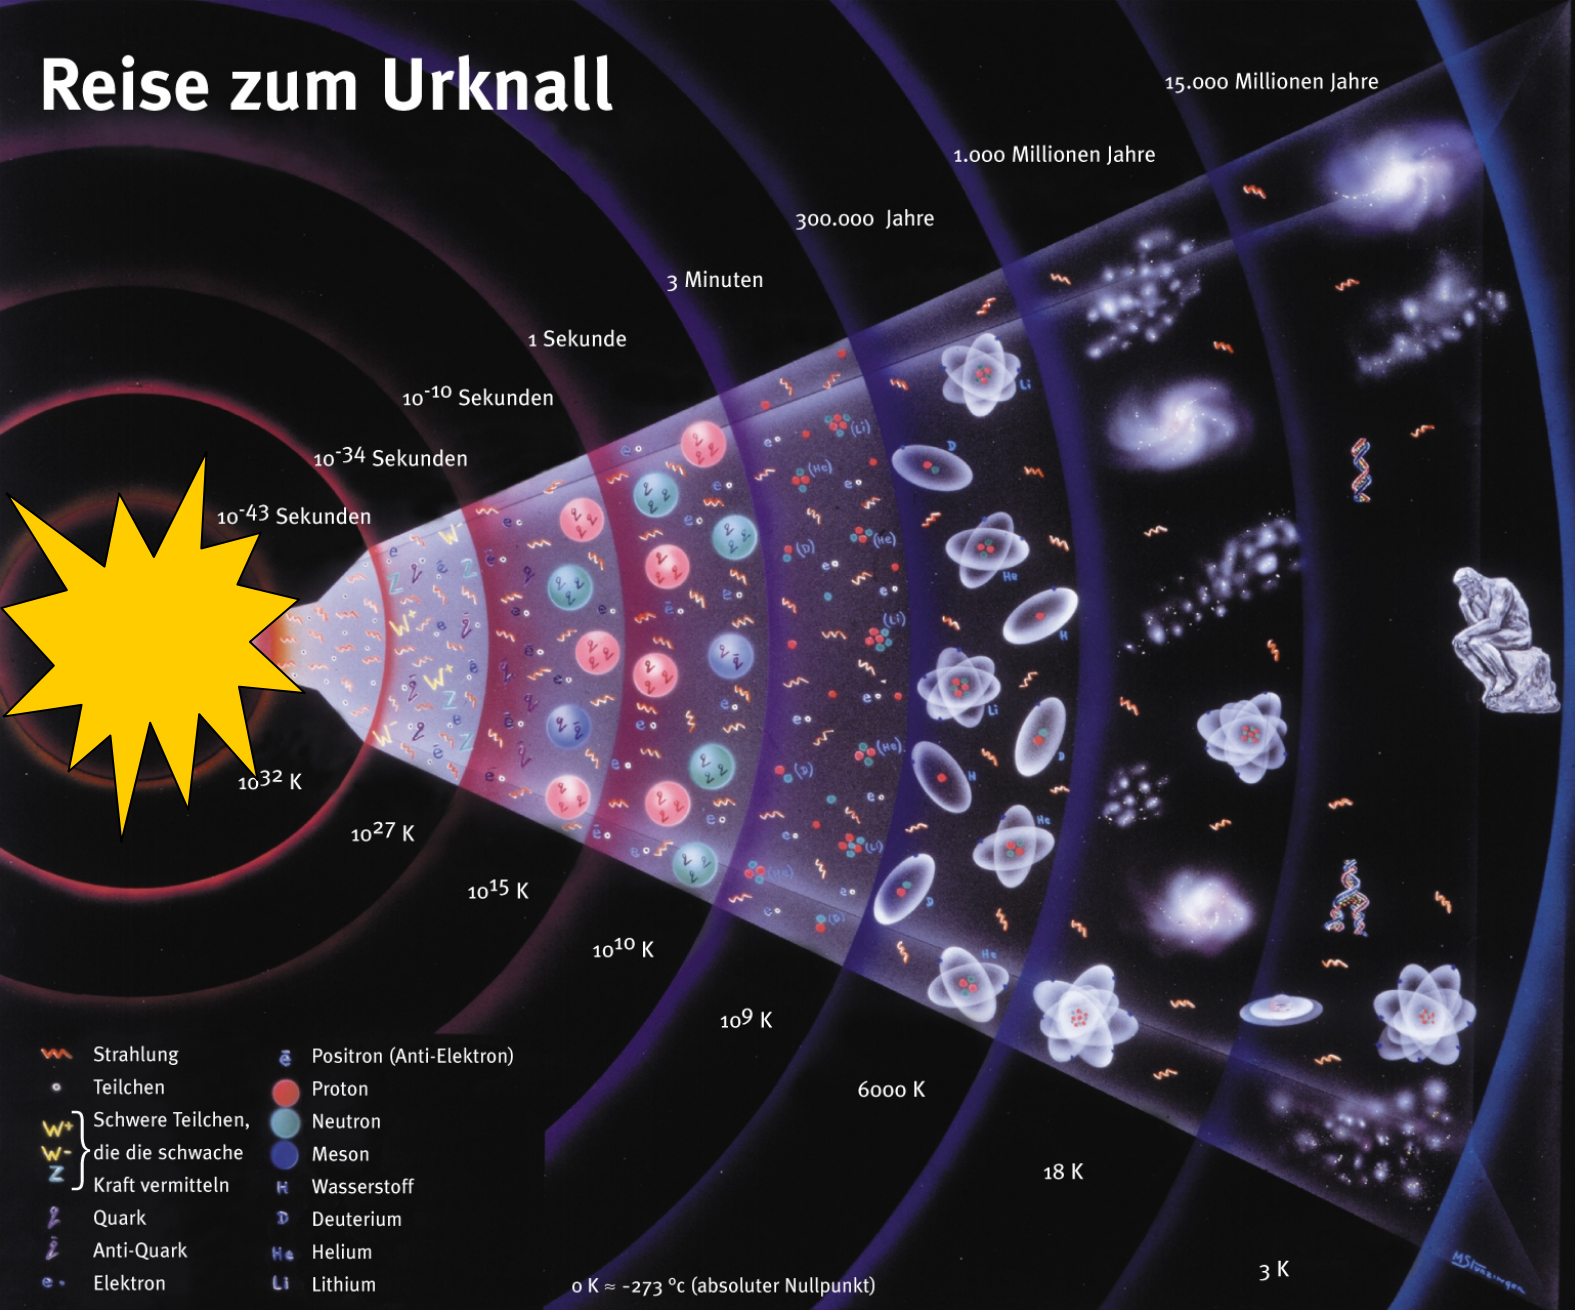 Reise zum Urknall
15.000 Millionen Jahre
1.000 Millionen Jahre
300.000 Jahre
3 Minuten
1 Sekunde
10⁻¹⁰ Sekunden
10⁻³⁴ Sekunden
10⁻⁴³ Sekunden
10³² K
10²⁷ K
10¹⁵ K
10¹⁰ K
10⁹ K
6000 K
18 K
3 K
Strahlung
Teilchen
W+
W-
Z
Schwere Teilchen,
die die schwache
Kraft vermitteln
Quark
Anti-Quark
e- Elektron
ē Positron (Anti-Elektron)
Proton
Neutron
Meson
H Wasserstoff
D Deuterium
He Helium
Li Lithium
0 K ≈ -273 °c (absoluter Nullpunkt)